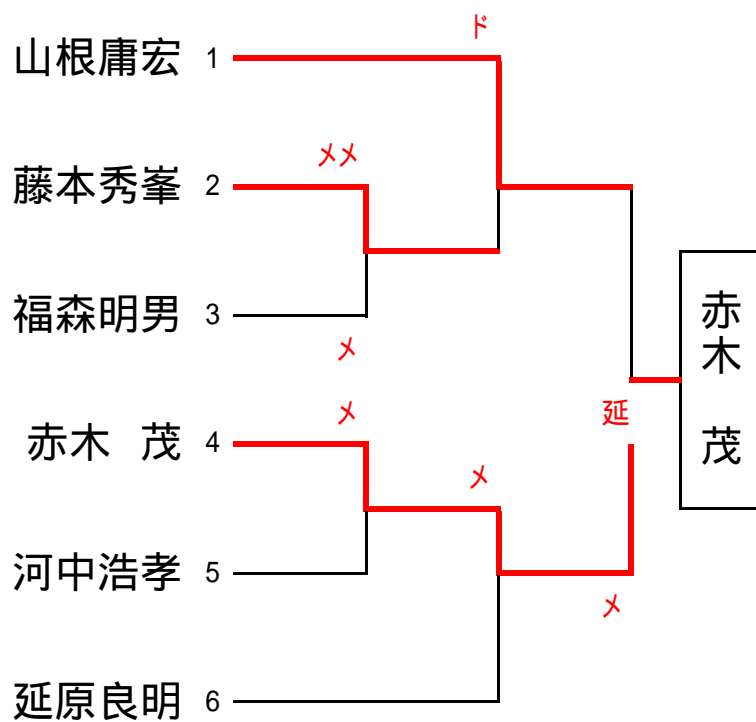 ド
山根庸宏 1
メメ
藤本秀峯 2
福森明男 3
メ
メ
赤木 茂 4
延
メ
河中浩孝 5
メ
延原良明 6
赤木 茂